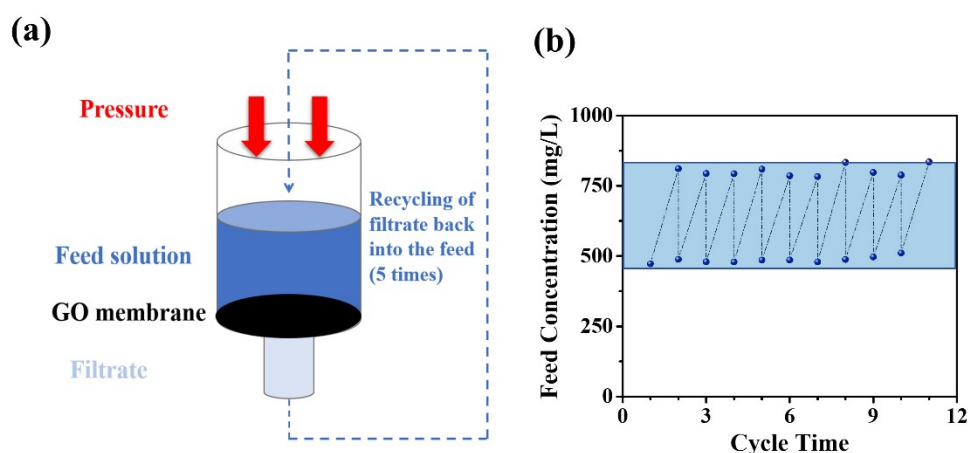 (a)
Pressure
Recycling of
filtrate back
into the feed
(5 times)
Feed solution
GO membrane
Filtrate
(b)
Feed Concentration (mg/L)
1000
750
500
250
0
0
3
6
9
12
Cycle Time